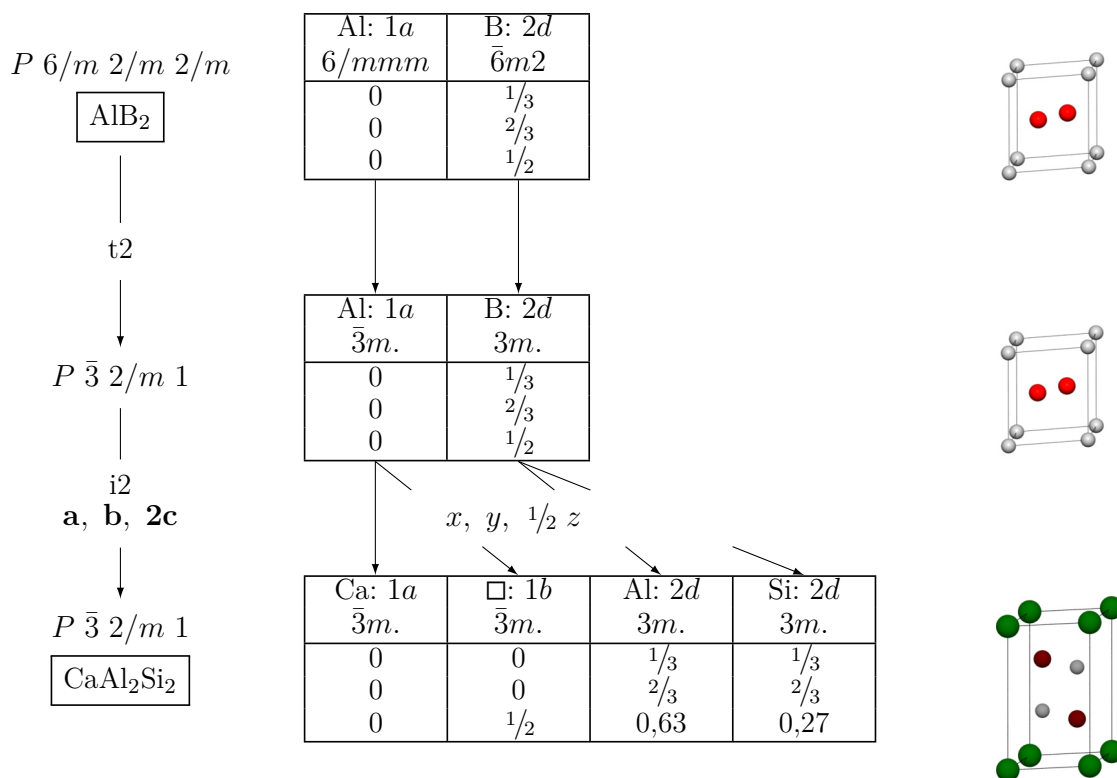 P 6/m 2/m 2/m
AlB₂
Al: 1a B: 2d
6/mmm 6̄m2
0 1/3
0 2/3
0 1/2
t2
Al: 1a B: 2d
3̄m. 3m.
0 1/3
0 2/3
0 1/2
P 3̄ 2/m 1
i2
a, b, 2c
x, y, 1/2 z
P 3̄ 2/m 1
CaAl₂Si₂
Ca: 1a □: 1b Al: 2d Si: 2d
3̄m. 3̄m. 3m. 3m.
0 0 1/3 1/3
0 0 2/3 2/3
0 1/2 0,63 0,27